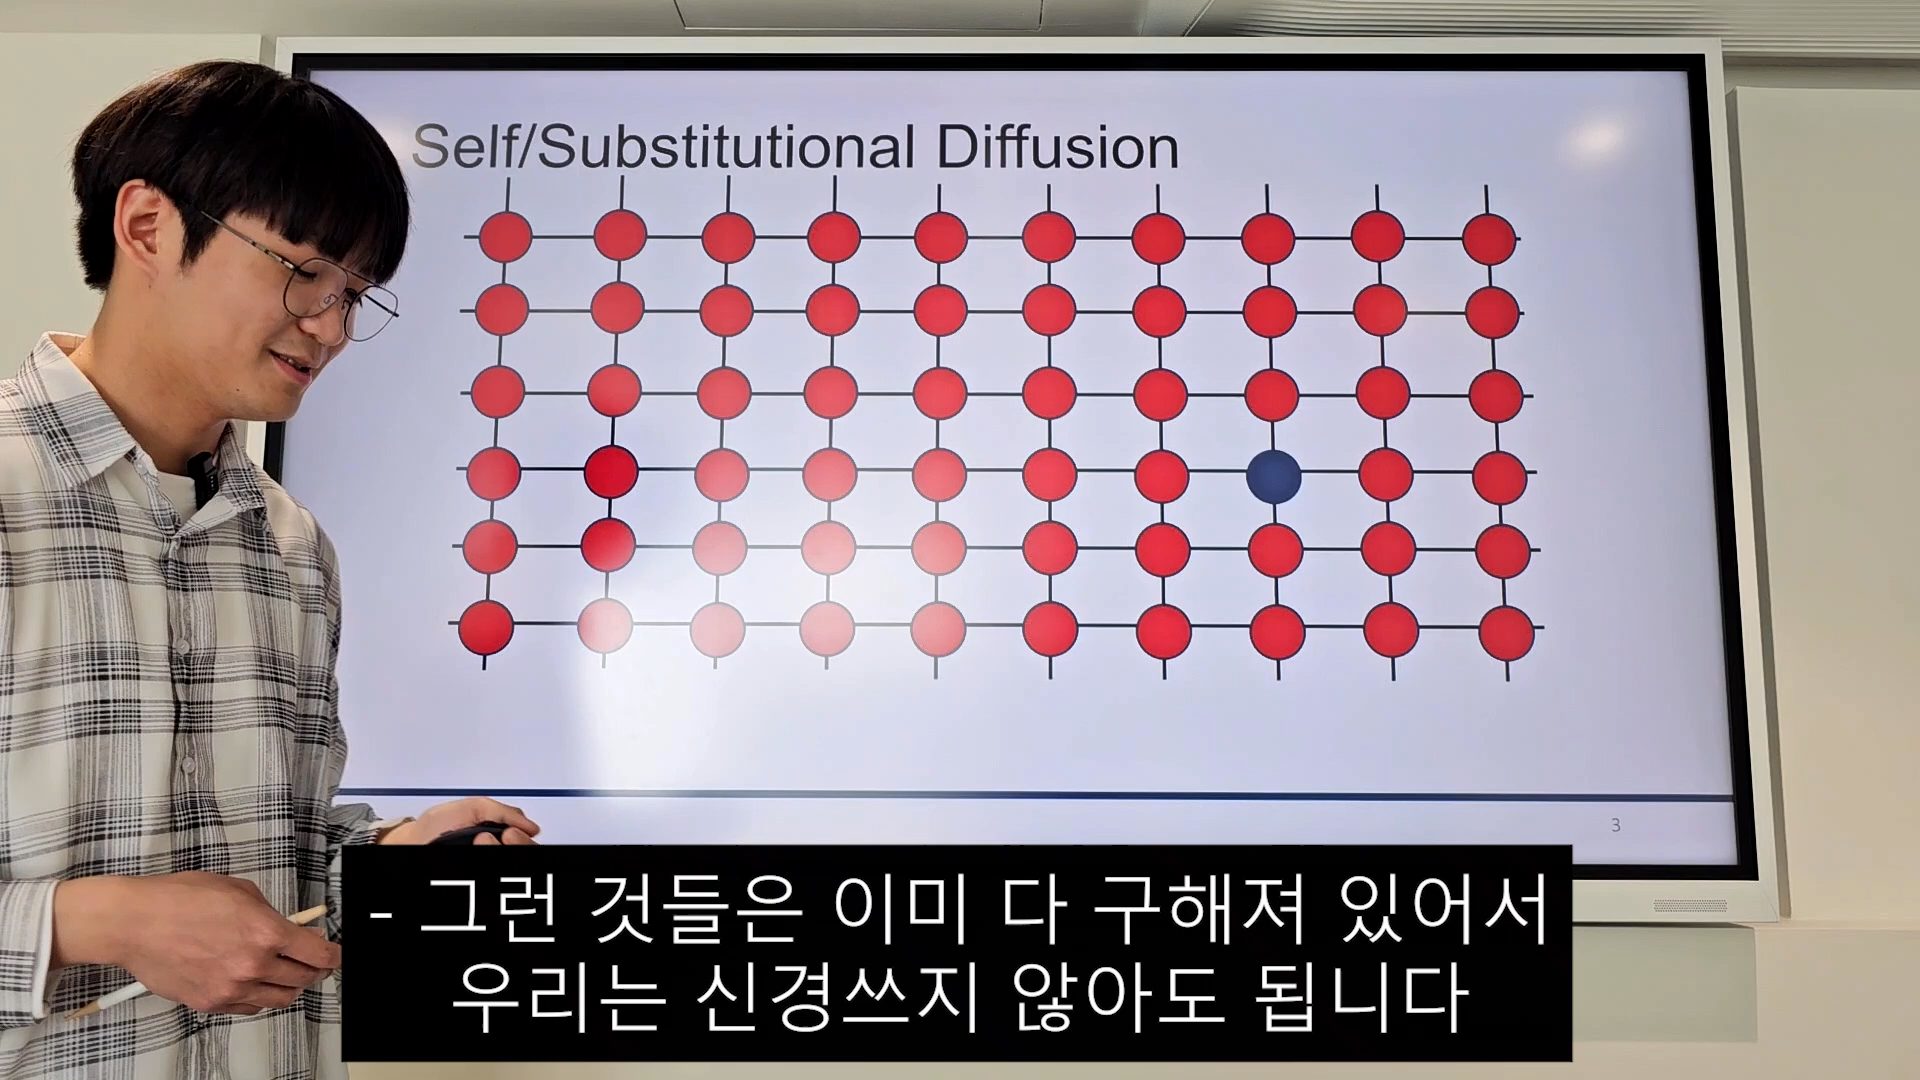 Self/Substitutional Diffusion
3
- 그런 것들은 이미 다 구해져 있어서
우리는 신경쓰지 않아도 됩니다